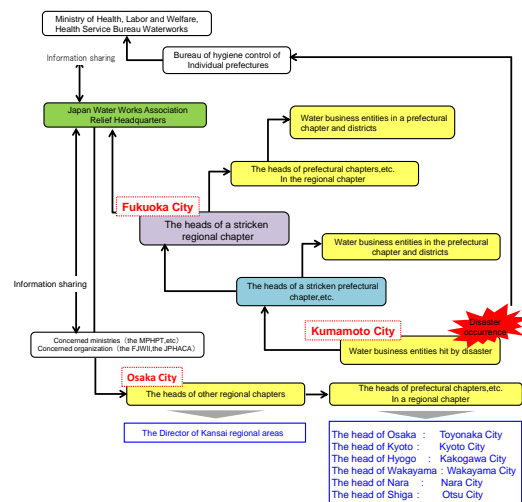 Ministry of Health, Labor and Welfare,
Health Service Bureau Waterworks
Bureau of hygiene control of
Individual prefectures
Information sharing
Japan Water Works Association
Relief Headquarters
Water business entities in a prefectural
chapter and districts
The heads of prefectural chapters,etc.
In the regional chapter
Fukuoka City
The heads of a stricken
regional chapter
Water business entities in the prefectural
chapter and districts
The heads of a stricken prefectural
chapter,etc.
Information sharing
Disaster
occurrence
Kumamoto City
Water business entities hit by disaster
Concerned ministries（the MPHPT,etc）
Concerned organization（the FJWII,the JPHACA）
Osaka City
The heads of other regional chapters
The heads of prefectural chapters,etc.
In a regional chapter
The Director of Kansai regional areas
The head of Osaka : Toyonaka City
The head of Kyoto : Kyoto City
The head of Hyogo : Kakogawa City
The head of Wakayama : Wakayama City
The head of Nara : Nara City
The head of Shiga : Otsu City